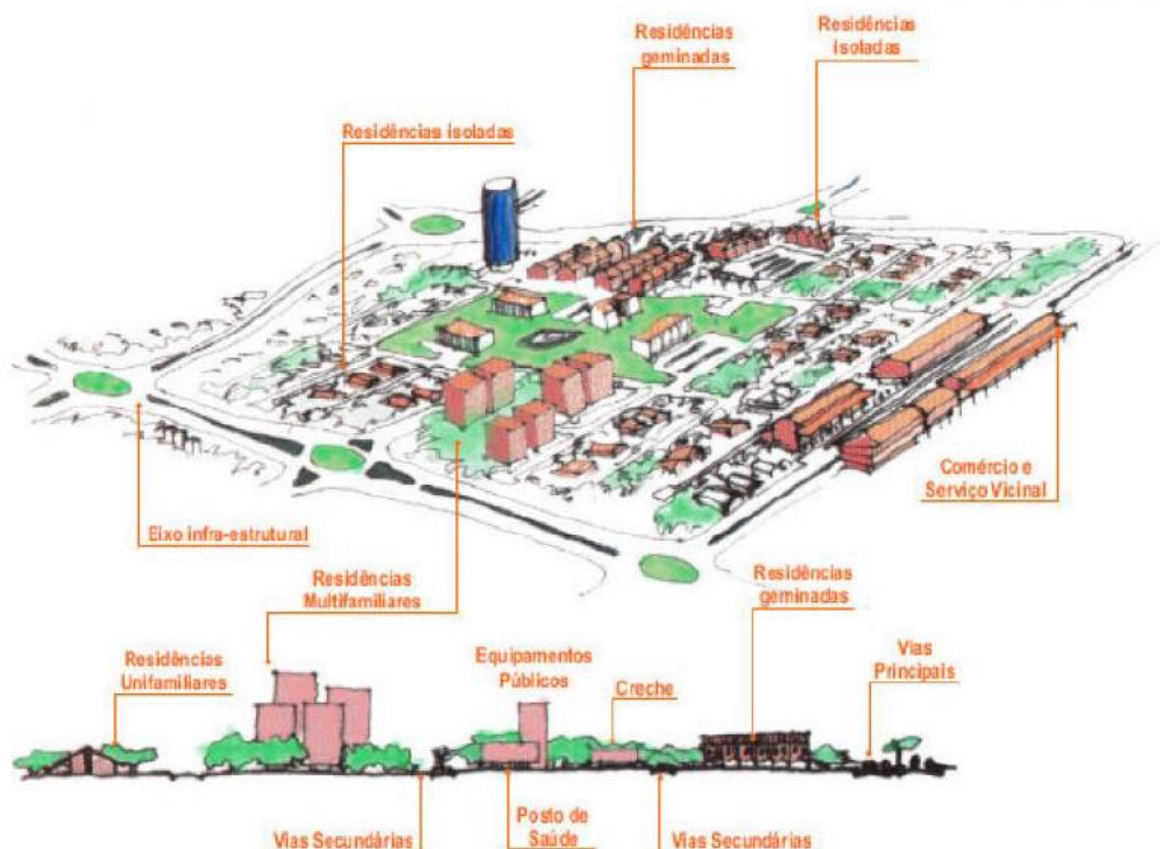 Residências
geminadas
Residências
isoladas
Residências isoladas
Comércio e
Serviço Vicinal
Eixo infra-estrutural
Residências
Multifamiliares
Residências
geminadas
Residências
Unifamiliares
Equipamentos
Públicos
Creche
Vias
Principais
Posto de
Saúde
Vias Secundárias
Vias Secundárias